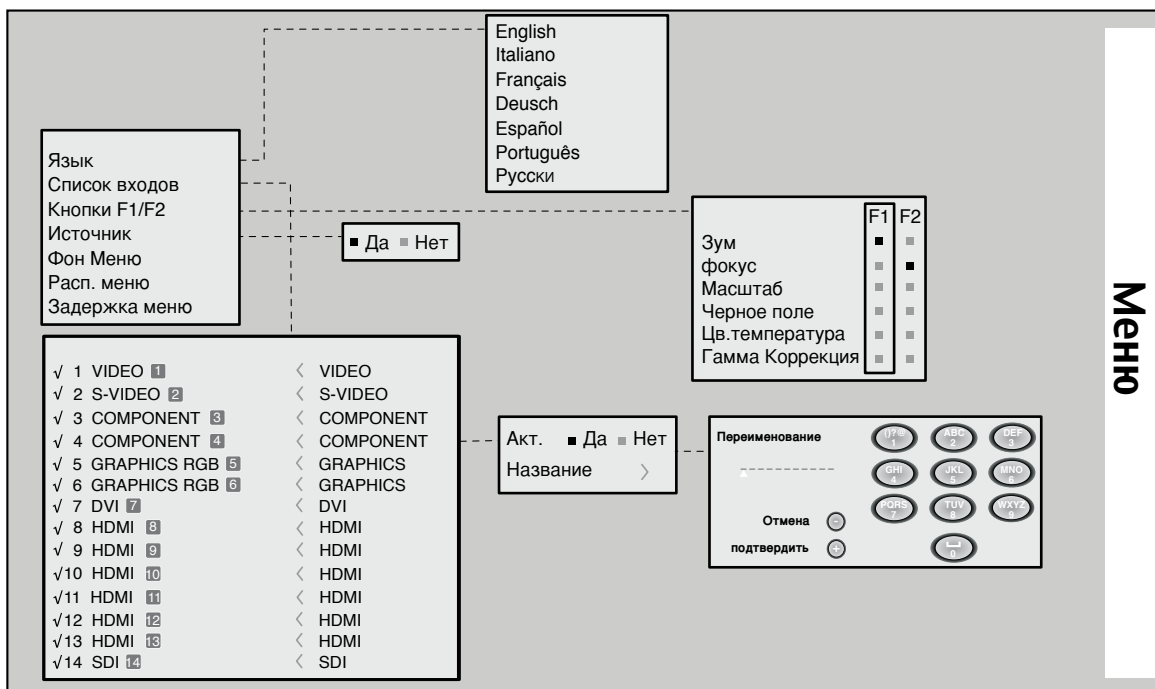 English
Italiano
Français
Deusch
Español
Português
Русски
Язык
Список входов
Кнопки F1/F2
Источник
Фон Меню
Расп. меню
Задержка меню
Да Нет
F1 F2
Зум
фокус
Масштаб
Черное поле
Цв.температура
Гамма Коррекция
√ 1 VIDEO 1 VIDEO
√ 2 S-VIDEO 2 S-VIDEO
√ 3 COMPONENT 3 COMPONENT
√ 4 COMPONENT 4 COMPONENT
√ 5 GRAPHICS RGB 5 GRAPHICS
√ 6 GRAPHICS RGB 6 GRAPHICS
√ 7 DVI 7 DVI
√ 8 HDMI 8 HDMI
√ 9 HDMI 9 HDMI
√10 HDMI 10 HDMI
√11 HDMI 11 HDMI
√12 HDMI 12 HDMI
√13 HDMI 13 HDMI
√14 SDI 14 SDI
Акт. Да Нет
Название
Переименование
Отмена -
подтвердить +
1
ABC
2
DEF
3
GHI
4
JKL
5
MNO
6
PQRS
7
TUV
8
WXYZ
9
0
Меню